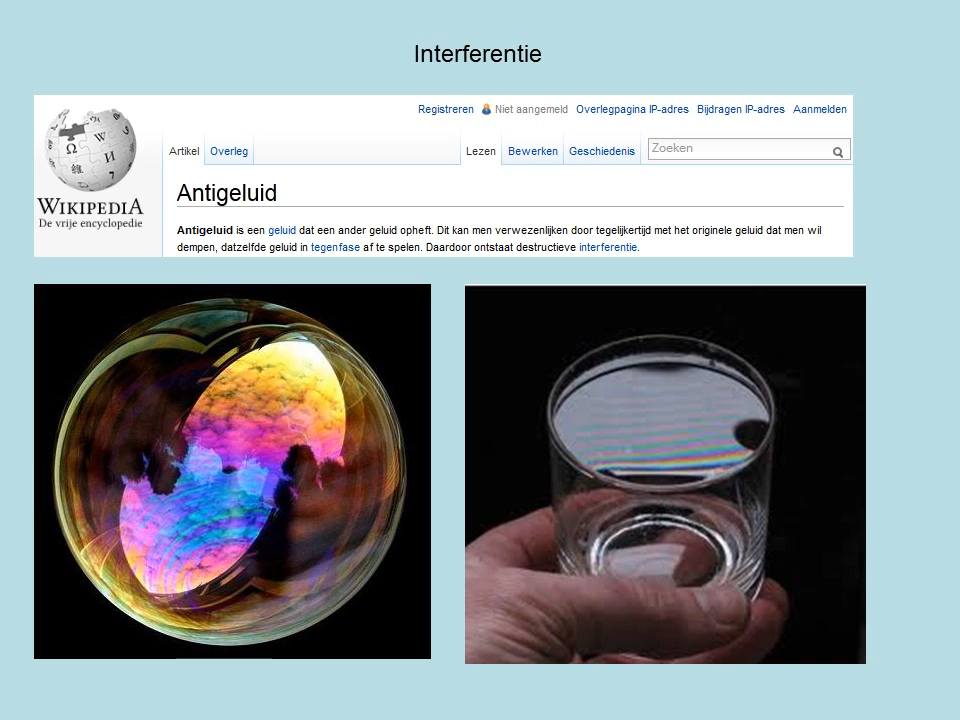 Interferentie
Registreren Niet aangemeld Overlegpagina IP-adres Bijdragen IP-adres Aanmelden
Artikel Overleg Lezen Bewerken Geschiedenis Zoeken
Ω W И 維 7
WIKIPEDIA
De vrije encyclopedie
Antigeluid
Antigeluid is een geluid dat een ander geluid opheft. Dit kan men verwezenlijken door tegelijkertijd met het originele geluid dat men wil
dempen, datzelfde geluid in tegenfase af te spelen. Daardoor ontstaat destructieve interferentie.